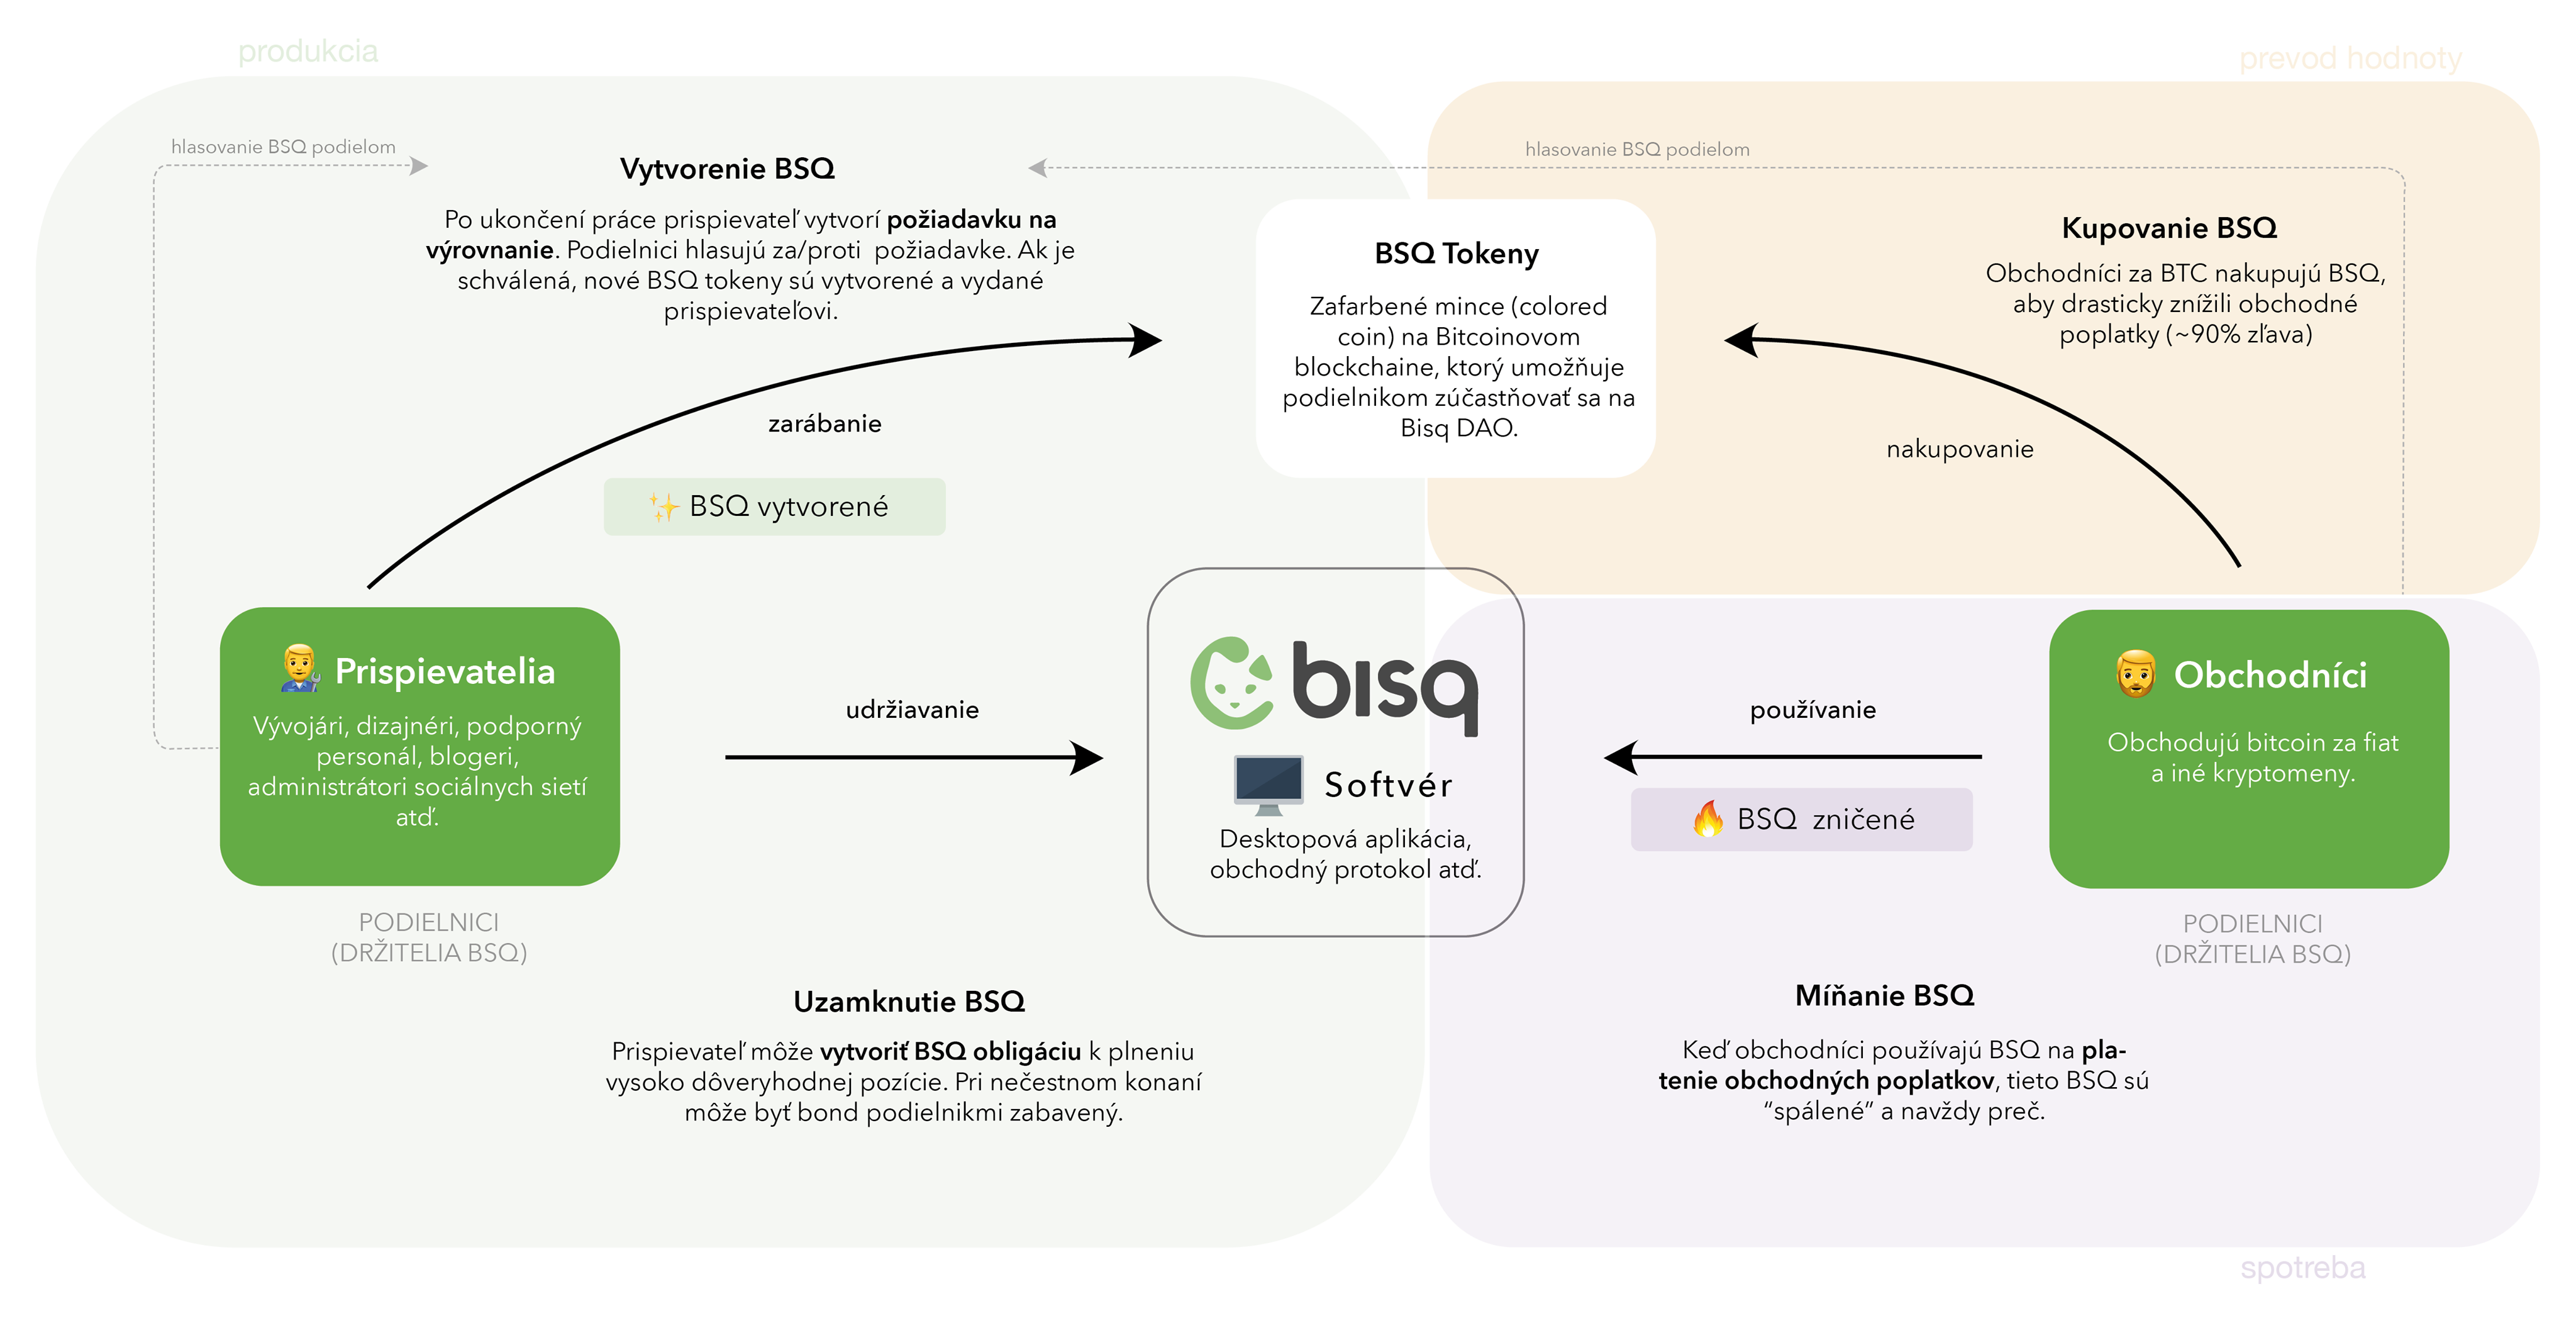 produkcia
prevod hodnoty
hlasovanie BSQ podielom
hlasovanie BSQ podielom
Vytvorenie BSQ
Po ukončení práce prispievateľ vytvorí požiadavku na
výrovnanie. Podielnici hlasujú za/proti  požiadavke. Ak je
schválená, nové BSQ tokeny sú vytvorené a vydané
prispievateľovi.
BSQ Tokeny
Zafarbené mince (colored
coin) na Bitcoinovom
blockchaine, ktorý umožňuje
podielnikom zúčastňovať sa na
Bisq DAO.
Kupovanie BSQ
Obchodníci za BTC nakupujú BSQ,
aby drasticky znížili obchodné
poplatky (~90% zľava)
zarábanie
✨ BSQ vytvorené
nakupovanie
Prispievatelia
Vývojári, dizajnéri, podporný
personál, blogeri,
administrátori sociálnych sietí
atď.
PODIELNICI
(DRŽITELIA BSQ)
udržiavanie
bisq
Softvér
Desktopová aplikácia,
obchodný protokol atď.
používanie
🔥 BSQ  zničené
Obchodníci
Obchodujú bitcoin za fiat
a iné kryptomeny.
PODIELNICI
(DRŽITELIA BSQ)
Uzamknutie BSQ
Prispievateľ môže vytvoriť BSQ obligáciu k plneniu
vysoko dôveryhodnej pozície. Pri nečestnom konaní
môže byť bond podielnikmi zabavený.
Míňanie BSQ
Keď obchodníci používajú BSQ na pla-
tenie obchodných poplatkov, tieto BSQ sú
“spálené” a navždy preč.
spotreba